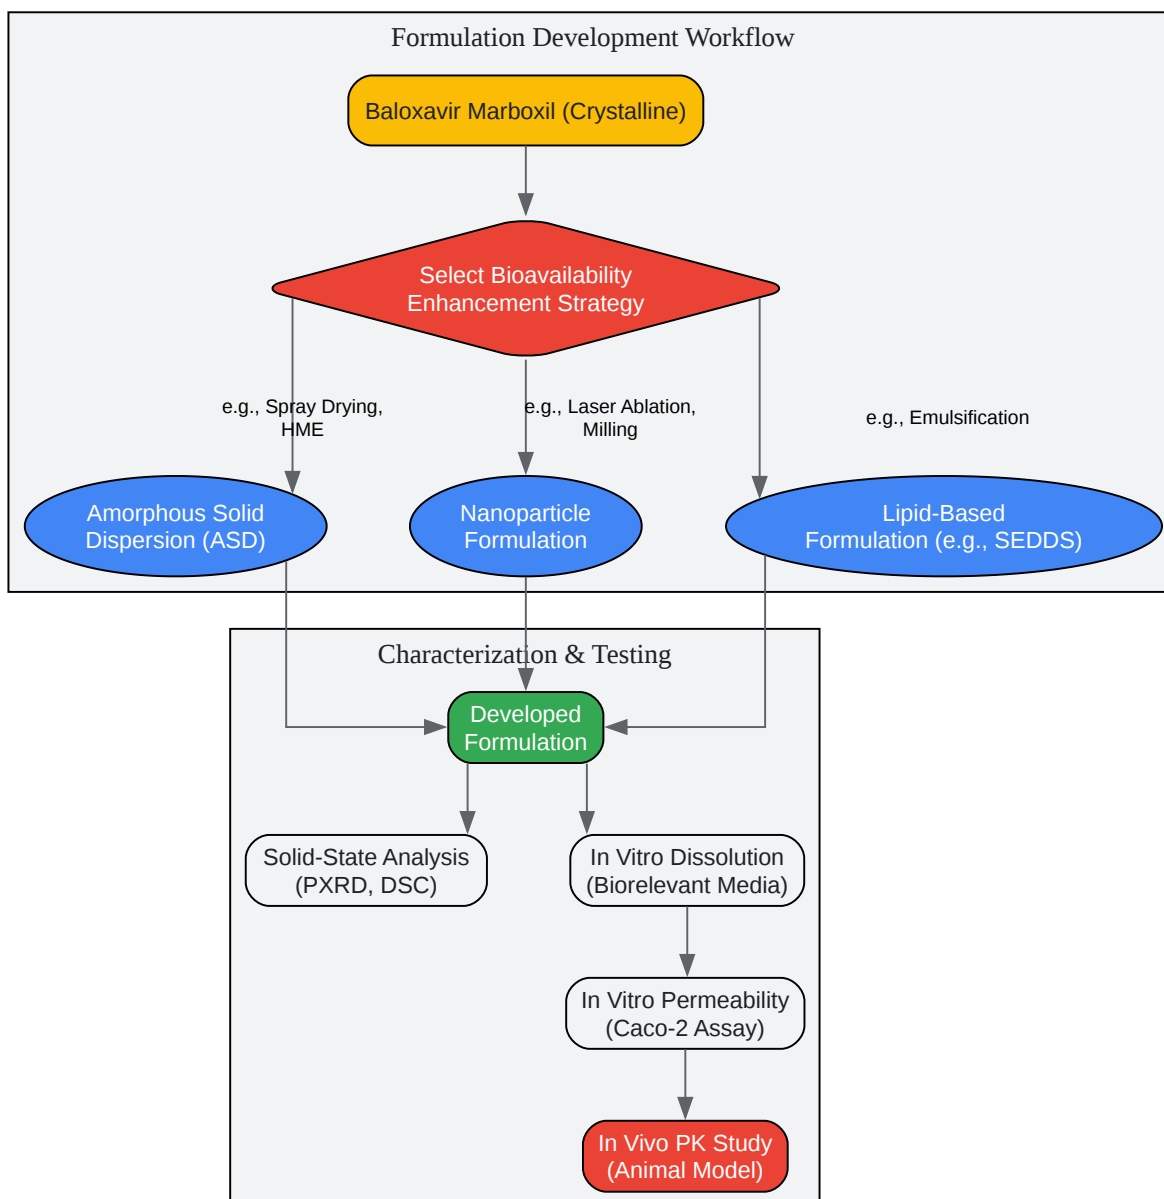 Formulation Development Workflow
Baloxavir Marboxil (Crystalline)
Select Bioavailability
Enhancement Strategy
e.g., Spray Drying,
HME
e.g., Laser Ablation,
Milling
e.g., Emulsification
Amorphous Solid
Dispersion (ASD)
Nanoparticle
Formulation
Lipid-Based
Formulation (e.g., SEDDS)
Characterization & Testing
Developed
Formulation
Solid-State Analysis
(PXRD, DSC)
In Vitro Dissolution
(Biorelevant Media)
In Vitro Permeability
(Caco-2 Assay)
In Vivo PK Study
(Animal Model)